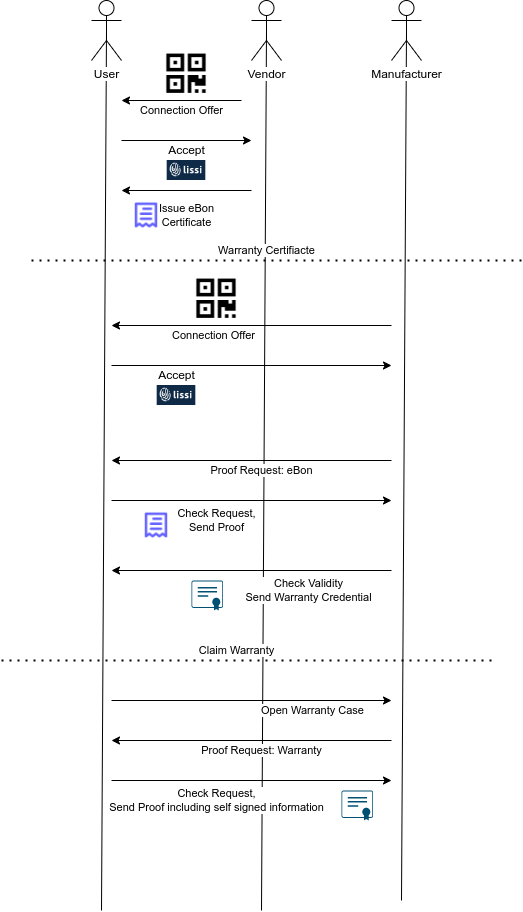 User
Vendor
Manufacturer
Connection Offer
Accept
lissi
Issue eBon
Certificate
Warranty Certifiacte
Connection Offer
Accept
lissi
Proof Request: eBon
Check Request,
Send Proof
Check Validity
Send Warranty Credential
Claim Warranty
Open Warranty Case
Proof Request: Warranty
Check Request,
Send Proof including self signed information